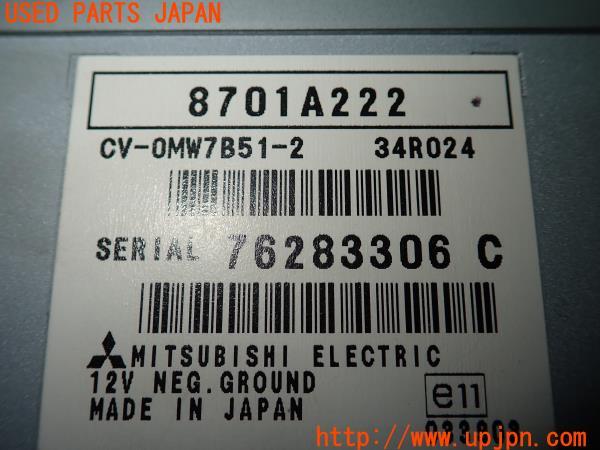 USED PARTS JAPAN
8701A222
CV-0MW7B51-2 34R024
SERIAL 76283306 C
MITSUBISHI ELECTRIC
12V NEG.GROUND
MADE IN JAPAN
e11
http://www.upjpn.com